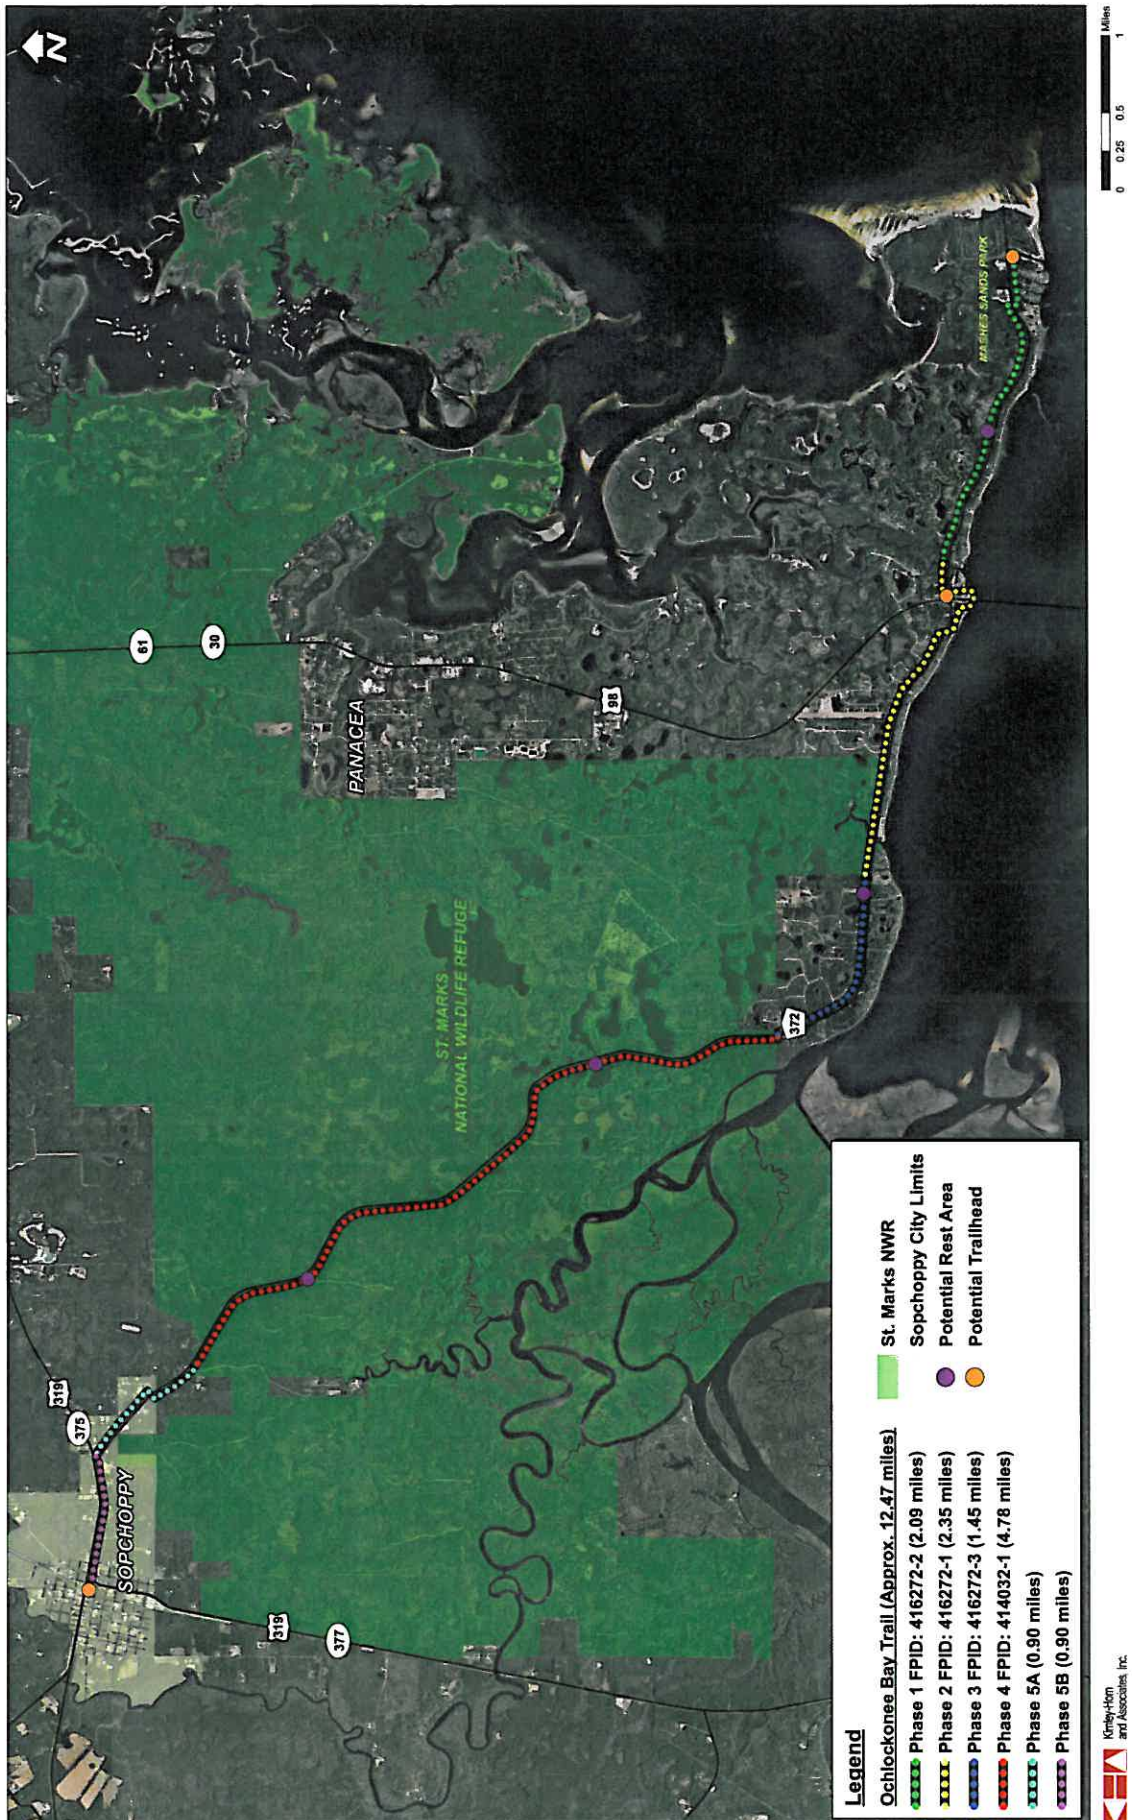 N
61
30
319
375
SOPCHOPPY
PANACEA
ST. MARKS
NATIONAL WILDLIFE REFUGE
98
MASHES SANDS PARK
319
377
372
Legend
Ochlockonee Bay Trail (Approx. 12.47 miles)
Phase 1 FPID: 416272-2 (2.09 miles)
Phase 2 FPID: 416272-1 (2.35 miles)
Phase 3 FPID: 416272-3 (1.45 miles)
Phase 4 FPID: 414032-1 (4.78 miles)
Phase 5A (0.90 miles)
Phase 5B (0.90 miles)
St. Marks NWR
Sopchoppy City Limits
Potential Rest Area
Potential Trailhead
Kimley-Horn
and Associates, Inc.
0 0.25 0.5 1
Miles